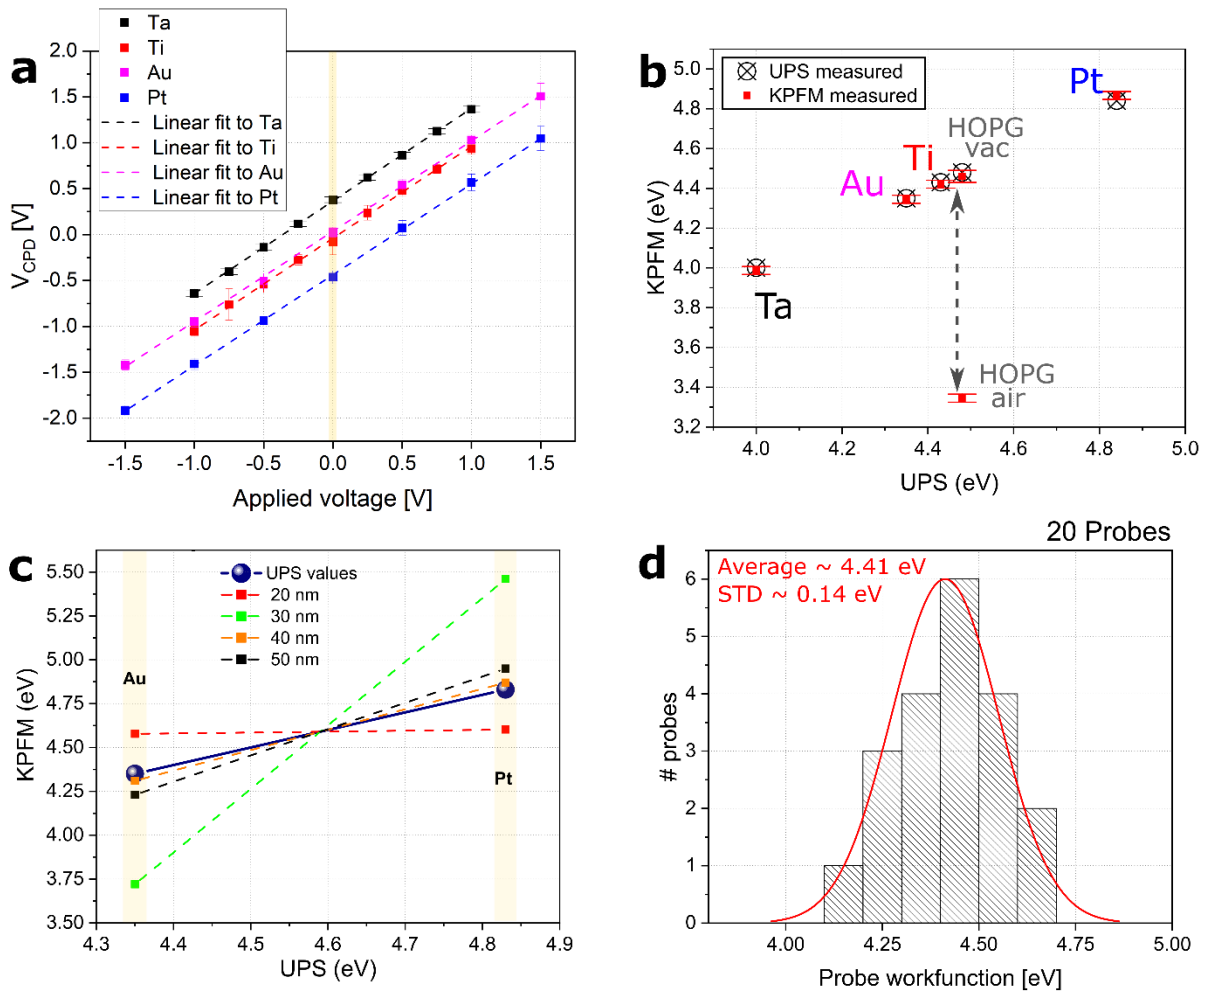 a
Ta
Ti
Au
Pt
Linear fit to Ta
Linear fit to Ti
Linear fit to Au
Linear fit to Pt
2.0
1.5
1.0
0.5
0.0
-0.5
-1.0
-1.5
-2.0
V_CPD [V]
-1.5 -1.0 -0.5 0.0 0.5 1.0 1.5
Applied voltage [V]
b
UPS measured
KPFM measured
5.0
4.8
4.6
4.4
4.2
4.0
3.8
3.6
3.4
3.2
KPFM (eV)
Pt
HOPG
vac
Ti
Au
Ta
HOPG
air
4.0 4.2 4.4 4.6 4.8 5.0
UPS (eV)
c
UPS values
20 nm
30 nm
40 nm
50 nm
5.50
5.25
5.00
4.75
4.50
4.25
4.00
3.75
3.50
KPFM (eV)
Au
Pt
4.3 4.4 4.5 4.6 4.7 4.8 4.9
UPS (eV)
20 Probes
d
Average ~ 4.41 eV
STD ~ 0.14 eV
6
5
4
3
2
1
0
# probes
4.00 4.25 4.50 4.75 5.00
Probe workfunction [eV]